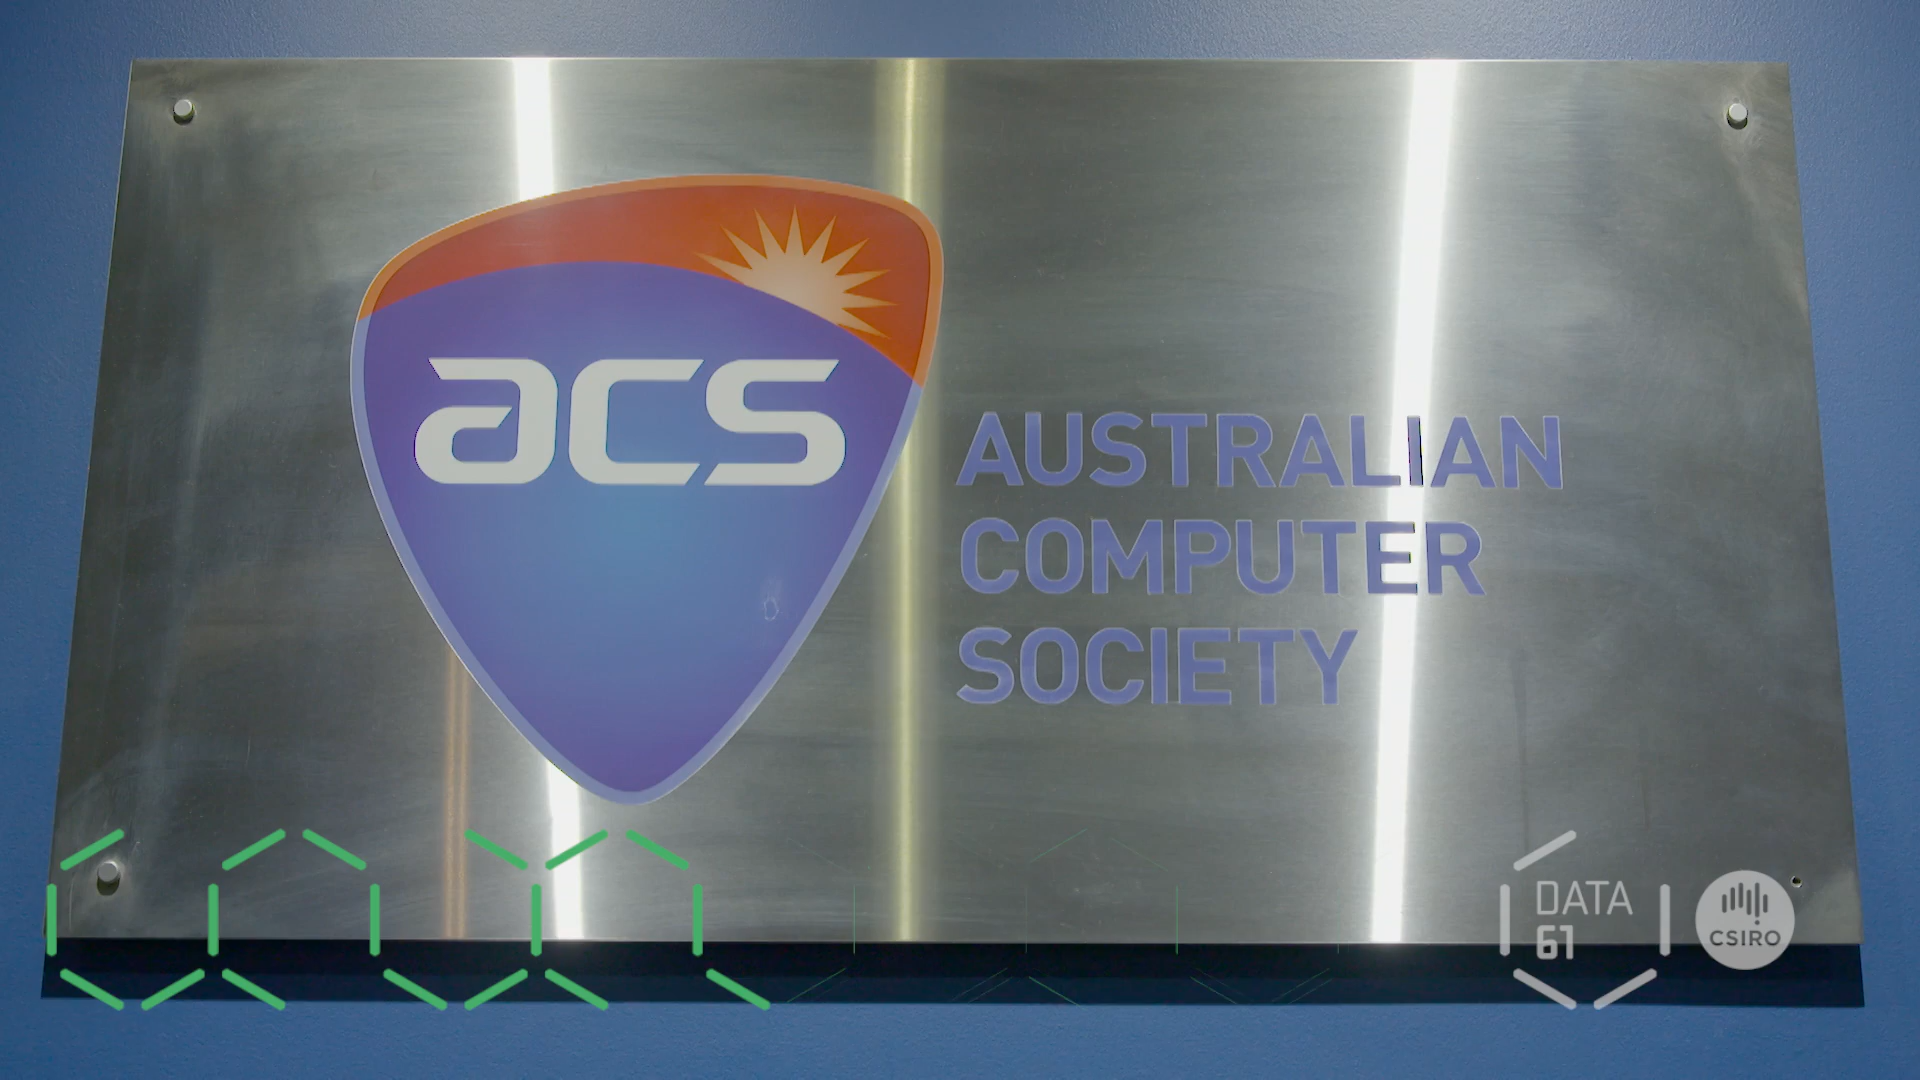 acs
AUSTRALIAN
COMPUTER
SOCIETY
DATA
61
CSIRO